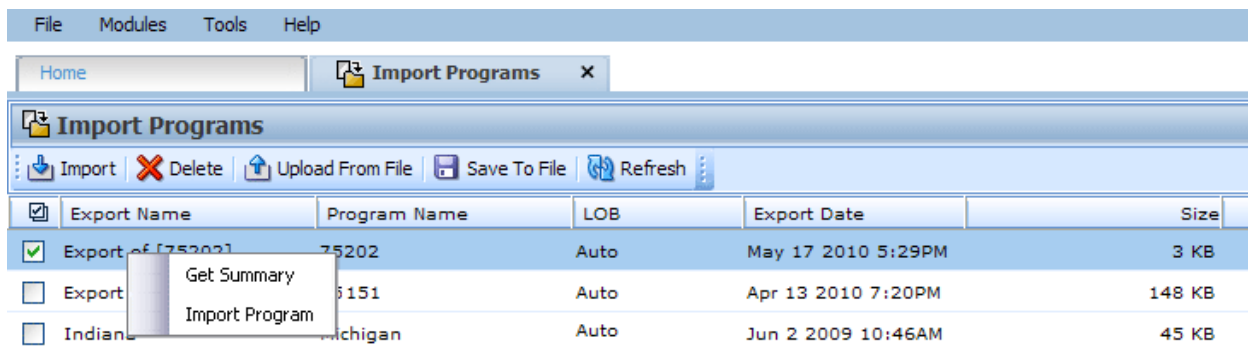 File Modules Tools Help
Home Import Programs x
Import Programs
Import Delete Upload From File Save To File Refresh
Export Name Program Name LOB Export Date Size
Export of [75202] 75202 Auto May 17 2010 5:29PM 3 KB
Get Summary
Export 5151 Auto Apr 13 2010 7:20PM 148 KB
Import Program
Indiana Michigan Auto Jun 2 2009 10:46AM 45 KB